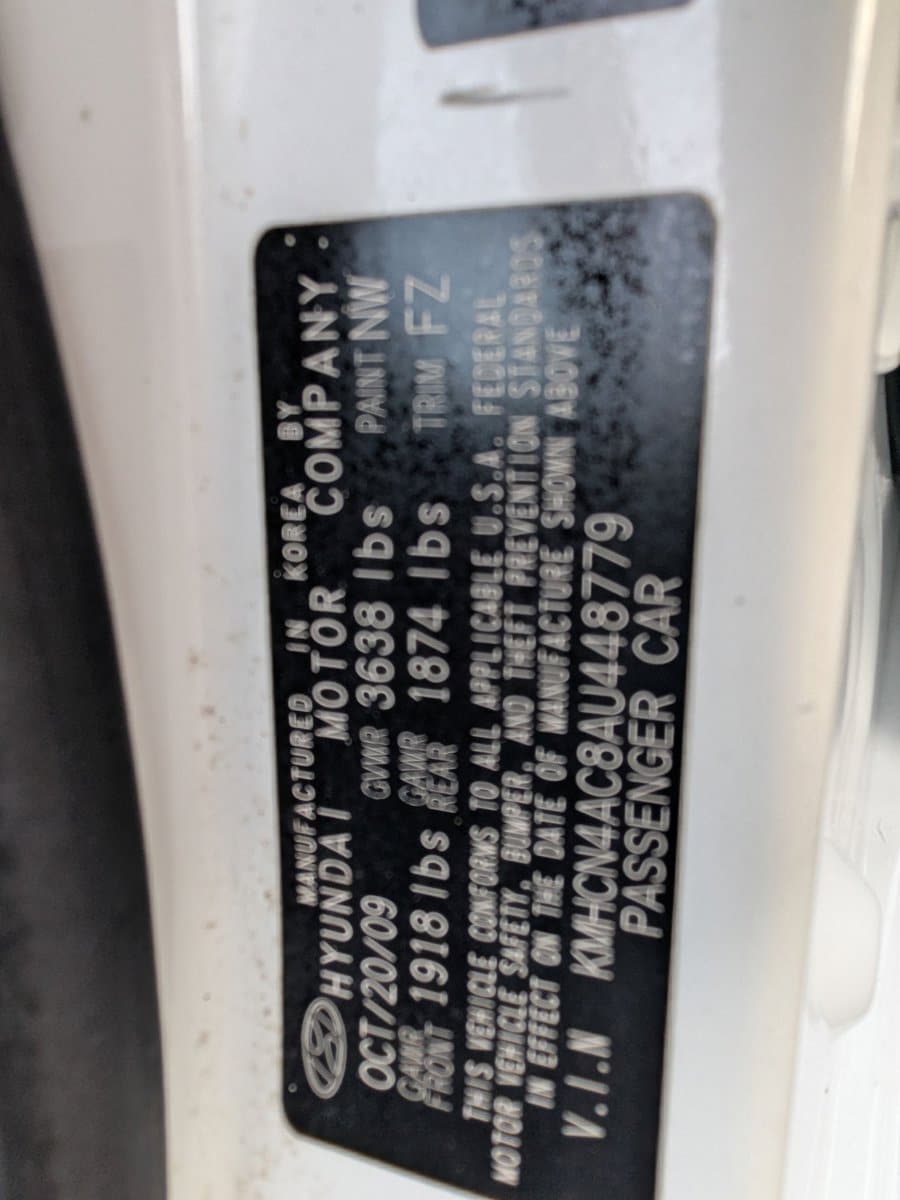 MANUFACTURED IN KOREA BY
HYUNDAI MOTOR COMPANY
OCT/20/09 GVWR 3638 lbs PAINT NW
GAWR FRONT 1918 lbs GAWR REAR 1874 lbs TRIM FZ
THIS VEHICLE CONFORMS TO ALL APPLICABLE U.S.A. FEDERAL
MOTOR VEHICLE SAFETY, BUMPER, AND THEFT PREVENTION STANDARDS
IN EFFECT ON THE DATE OF MANUFACTURE SHOWN ABOVE
V.I.N KMHCN4AC8AU448779
PASSENGER CAR